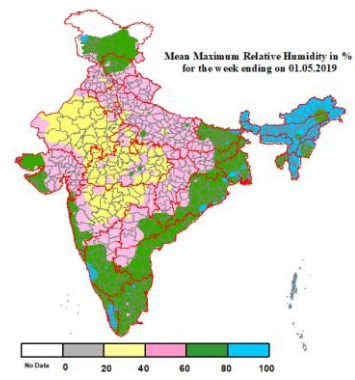 Mean Maximum Relative Humidity in %
for the week ending on 01.05.2019
No Data 0 20 40 60 80 100